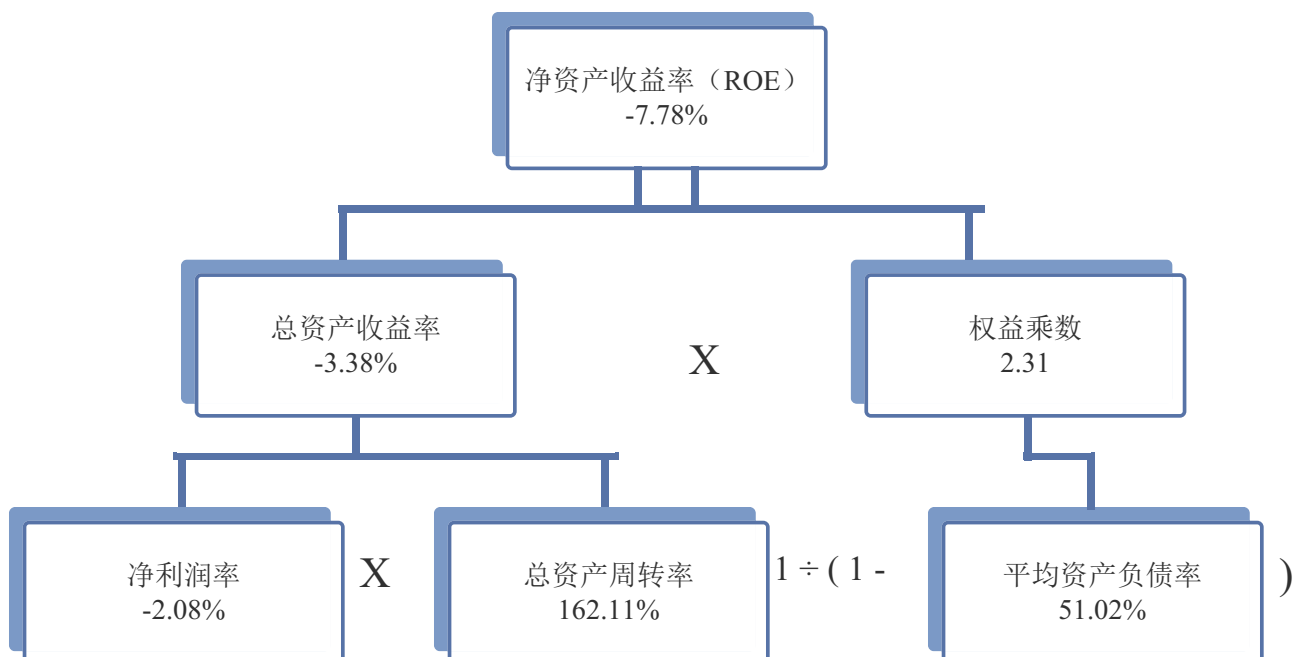 净资产收益率（ROE）
-7.78%
总资产收益率
-3.38%
X
权益乘数
2.31
净利润率
-2.08%
X
总资产周转率
162.11%
1 ÷ ( 1 -
平均资产负债率
51.02%
)